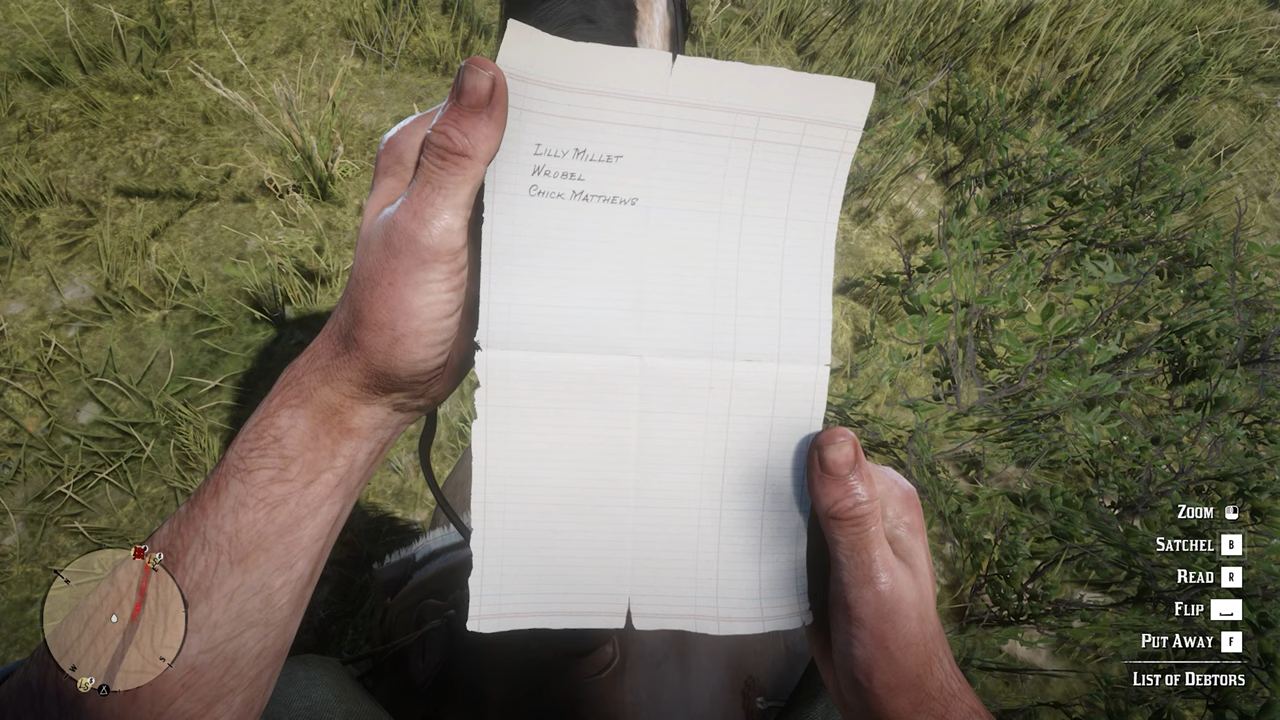 Lilly Millet
Wrobel
Chick Matthews
Zoom
Satchel B
Read R
Flip
Put Away F
List of Debtors
W
S